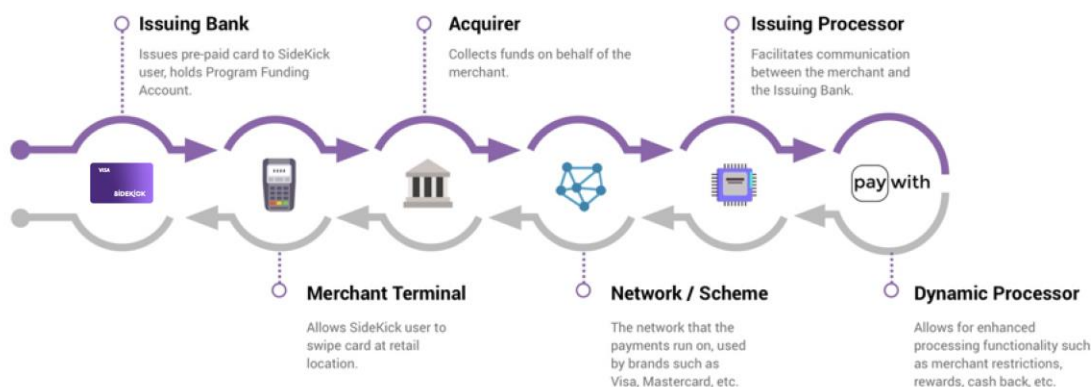 Issuing Bank
Issues pre-paid card to SideKick
user, holds Program Funding
Account.
Acquirer
Collects funds on behalf of the
merchant.
Issuing Processor
Facilitates communication
between the merchant and
the Issuing Bank.
VISA
SIDEKICK
pay with
Merchant Terminal
Allows SideKick user to
swipe card at retail
location.
Network / Scheme
The network that the
payments run on, used
by brands such as
Visa, Mastercard, etc.
Dynamic Processor
Allows for enhanced
processing functionality such
as merchant restrictions,
rewards, cash back, etc.